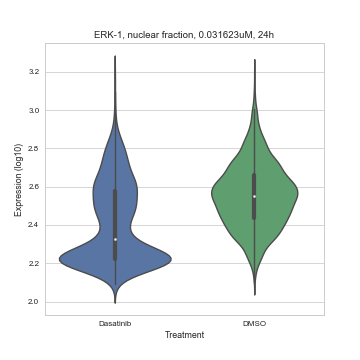 ERK-1, nuclear fraction, 0.031623uM, 24h
3.2
3.0
2.8
2.6
2.4
2.2
2.0
Expression (log10)
Dasatinib DMSO
Treatment